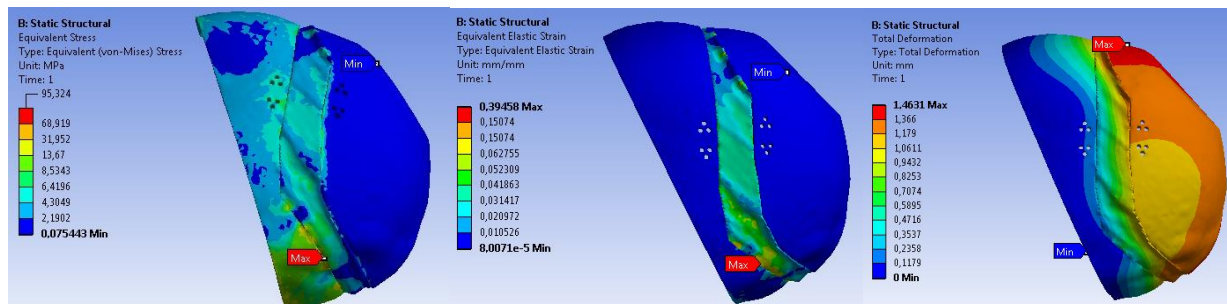 B: Static Structural
Equivalent Stress
Type: Equivalent (von-Mises) Stress
Unit: MPa
Time: 1
95,324
68,919
31,952
13,67
8,5343
6,4196
4,3049
2,1902
0,075443 Min
Min
Max
B: Static Structural
Equivalent Elastic Strain
Type: Equivalent Elastic Strain
Unit: mm/mm
Time: 1
0,39458 Max
0,15074
0,15074
0,062755
0,052309
0,041863
0,031417
0,020972
0,010526
8,0071e-5 Min
Min
Max
B: Static Structural
Total Deformation
Type: Total Deformation
Unit: mm
Time: 1
1.4631 Max
1,366
1,179
1,0611
0,9432
0,8253
0,7074
0,5895
0,4716
0,3537
0,2358
0,1179
0 Min
Max
Min